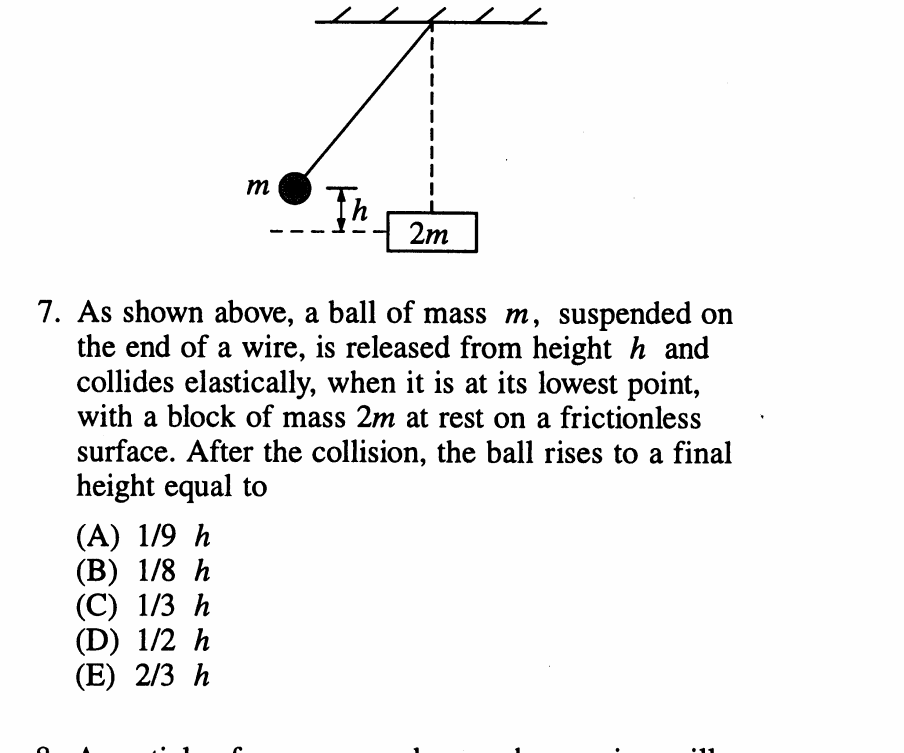 m
h
2m
7. As shown above, a ball of mass m, suspended on
the end of a wire, is released from height h and
collides elastically, when it is at its lowest point,
with a block of mass 2m at rest on a frictionless
surface. After the collision, the ball rises to a final
height equal to
(A) 1/9 h
(B) 1/8 h
(C) 1/3 h
(D) 1/2 h
(E) 2/3 h